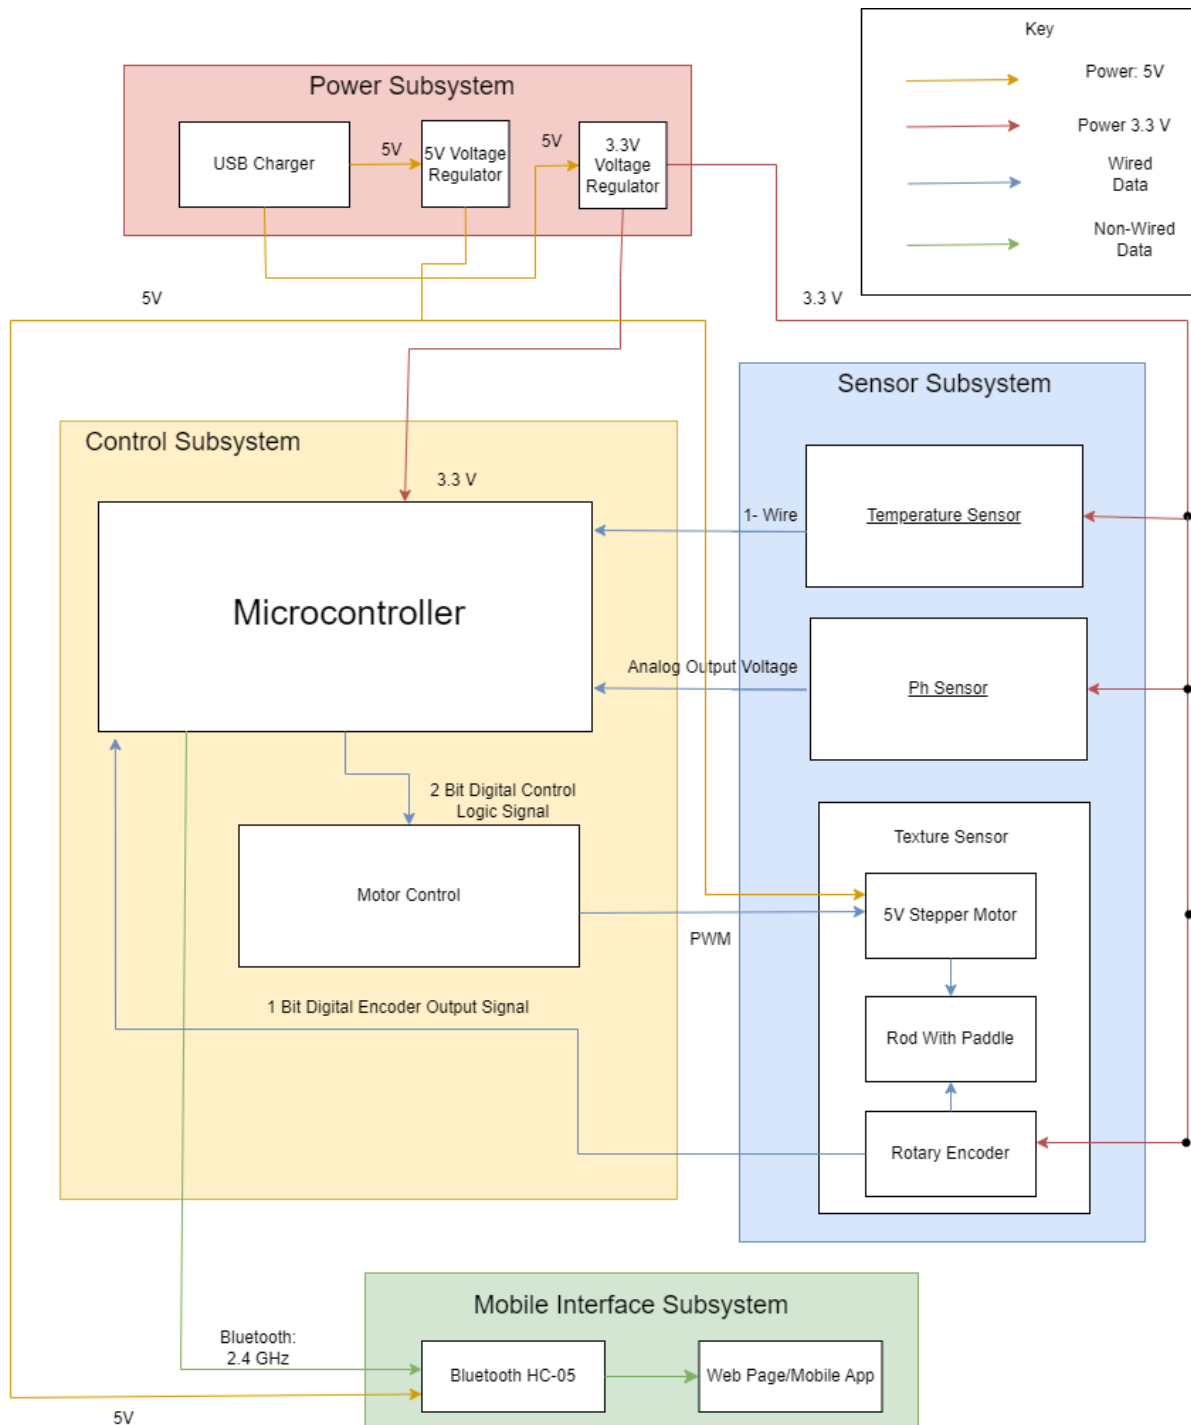 Key
Power: 5V
Power 3.3 V
Wired
Data
Non-Wired
Data
Power Subsystem
USB Charger
5V
5V Voltage
Regulator
5V
3.3V
Voltage
Regulator
5V
3.3 V
Sensor Subsystem
Control Subsystem
3.3 V
Microcontroller
1- Wire
Temperature Sensor
Analog Output Voltage
Ph Sensor
2 Bit Digital Control
Logic Signal
Motor Control
PWM
Texture Sensor
5V Stepper Motor
Rod With Paddle
Rotary Encoder
1 Bit Digital Encoder Output Signal
Mobile Interface Subsystem
Bluetooth:
2.4 GHz
Bluetooth HC-05
Web Page/Mobile App
5V